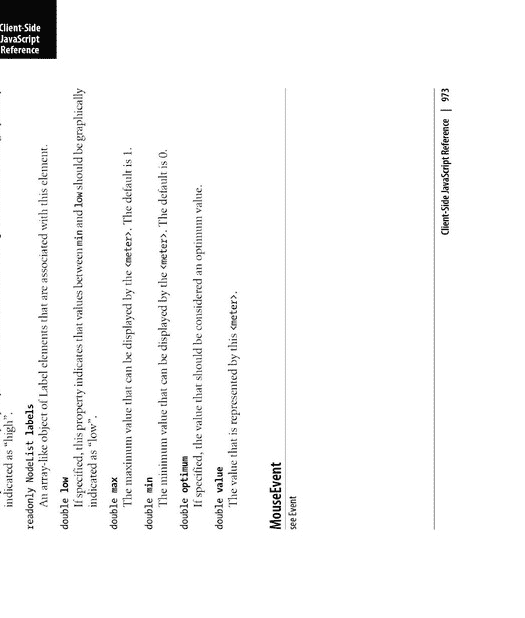 Client-Side
JavaScript
Reference
indicated as “high”.
readonly NodeList labels
An array-like object of Label elements that are associated with this element.
double low
If specified, this property indicates that values between min and low should be graphically
indicated as “low”.
double max
The maximum value that can be displayed by the <meter>. The default is 1.
double min
The minimum value that can be displayed by the <meter>. The default is 0.
double optimum
If specified, the value that should be considered an optimum value.
double value
The value that is represented by this <meter>.
MouseEvent
see Event
Client-Side JavaScript Reference | 973